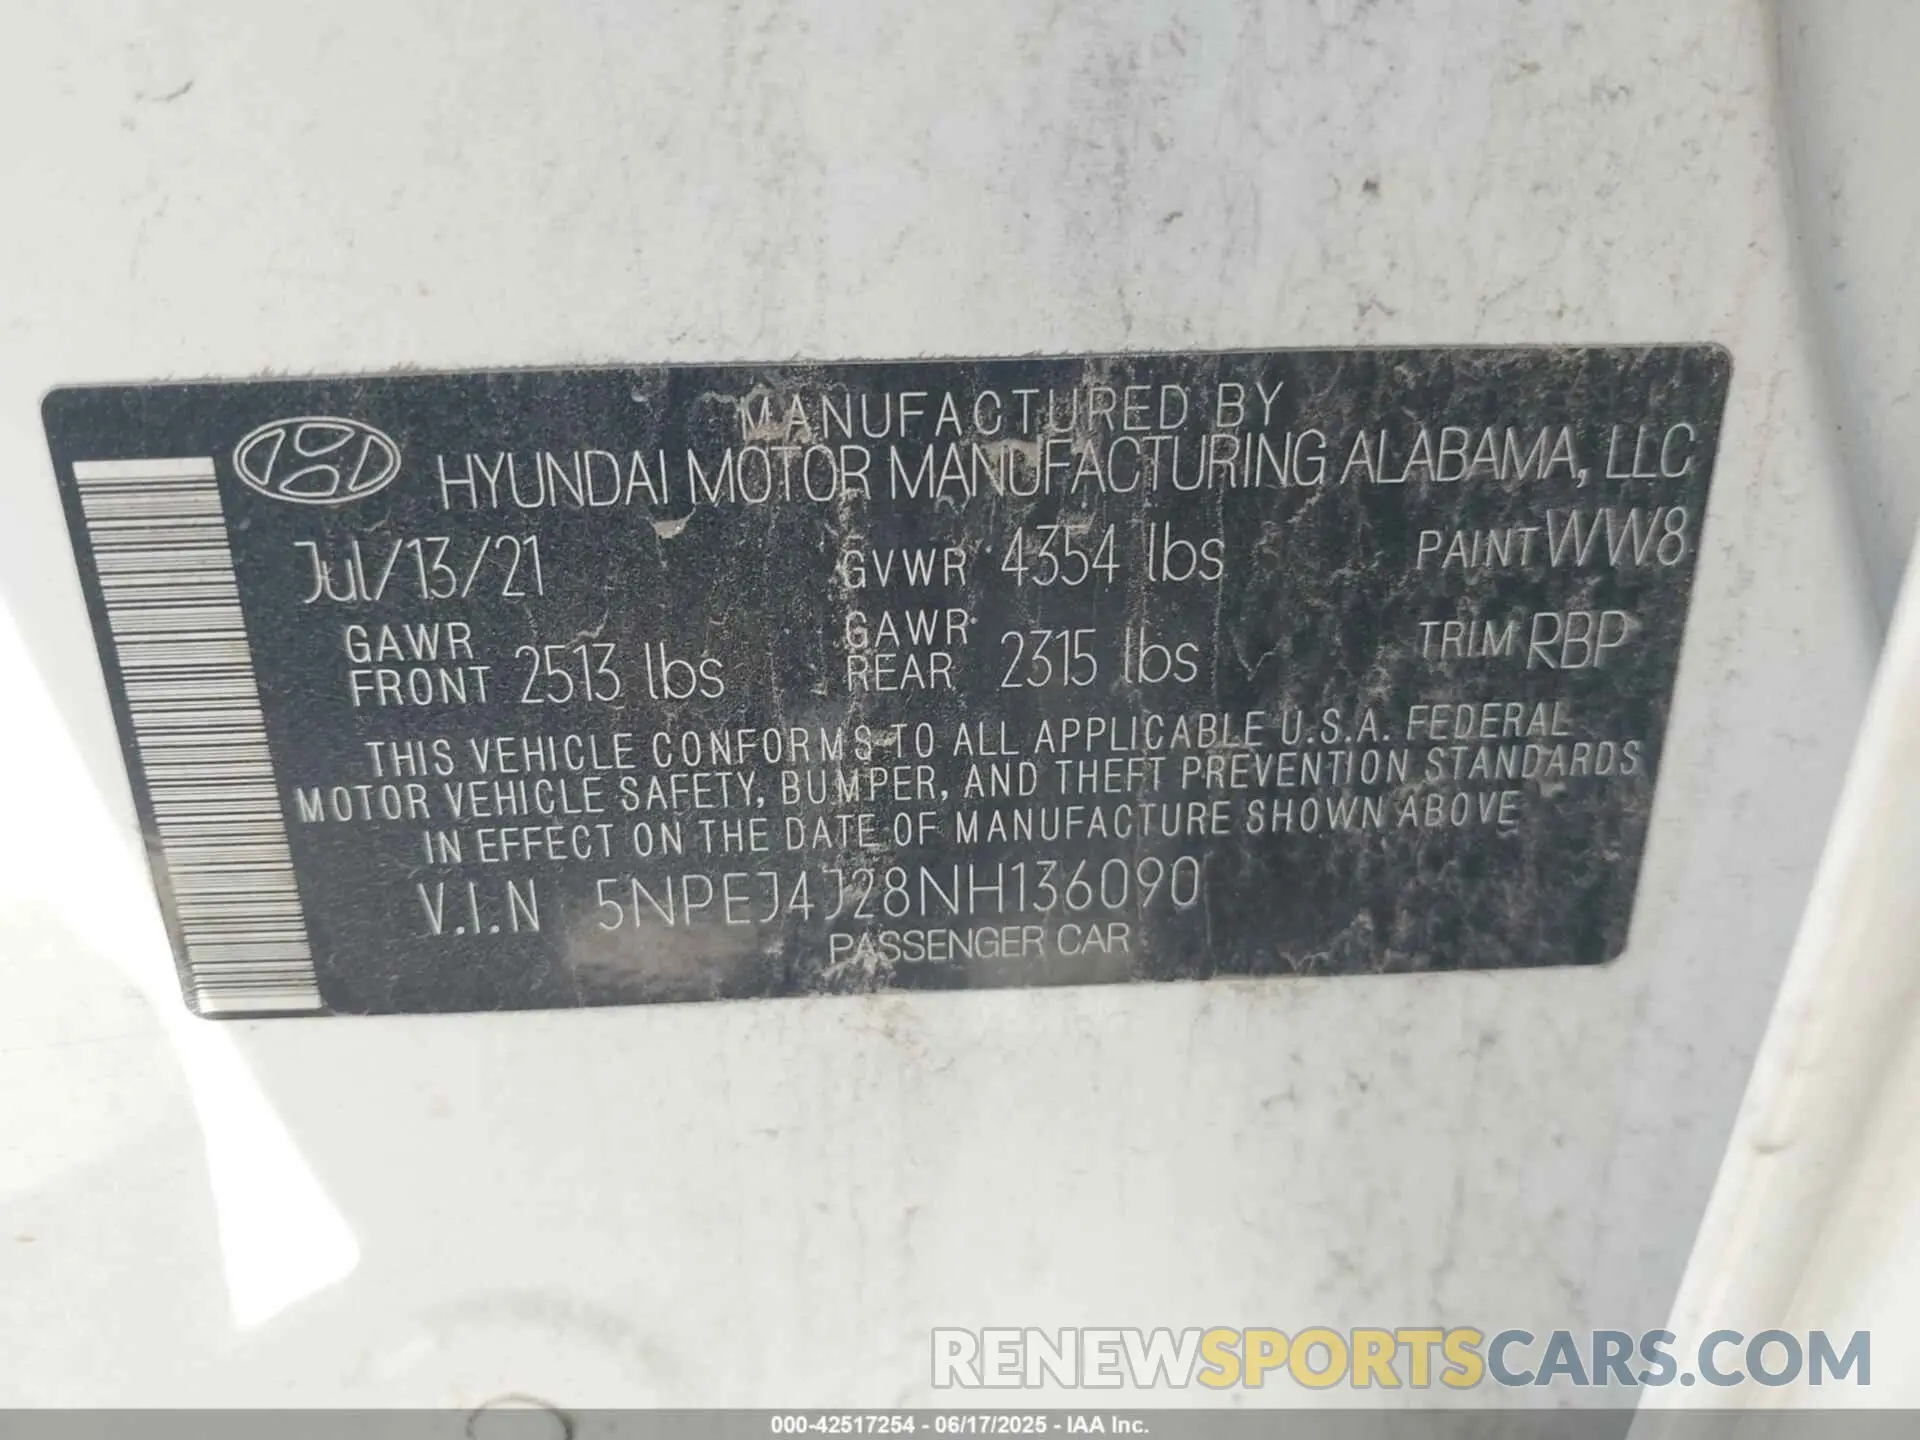 MANUFACTURED BY
HYUNDAI MOTOR MANUFACTURING ALABAMA, LLC
Jul/13/21 GVWR 4354 lbs PAINT WW8
GAWR FRONT 2513 lbs GAWR REAR 2315 lbs TRIM RBP
THIS VEHICLE CONFORMS TO ALL APPLICABLE U.S.A. FEDERAL
MOTOR VEHICLE SAFETY, BUMPER, AND THEFT PREVENTION STANDARDS
IN EFFECT ON THE DATE OF MANUFACTURE SHOWN ABOVE
V.I.N 5NPEJ4J28NH136090
PASSENGER CAR
RENEWSPORTSCARS.COM
000-42517254 - 06/17/2025 - IAA Inc.